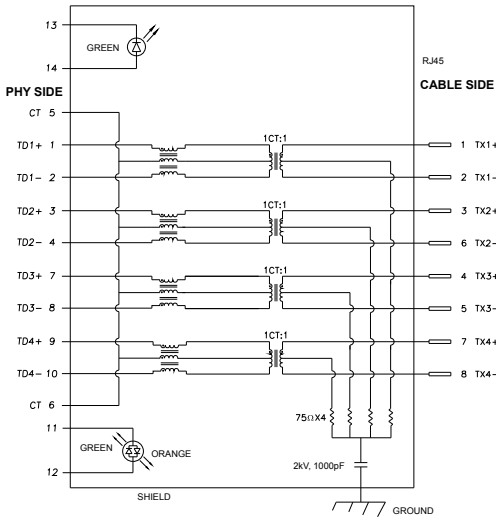 13
GREEN
14
RJ45
PHY SIDE
CABLE SIDE
CT 5
1CT:1
TD1+ 1
1 TX1+
TD1- 2
2 TX1-
1CT:1
TD2+ 3
3 TX2+
TD2- 4
6 TX2-
1CT:1
TD3+ 7
4 TX3+
TD3- 8
5 TX3-
1CT:1
TD4+ 9
7 TX4+
TD4- 10
8 TX4-
CT 6
75ΩX4
11
GREEN
ORANGE
12
2kV, 1000pF
SHIELD
GROUND